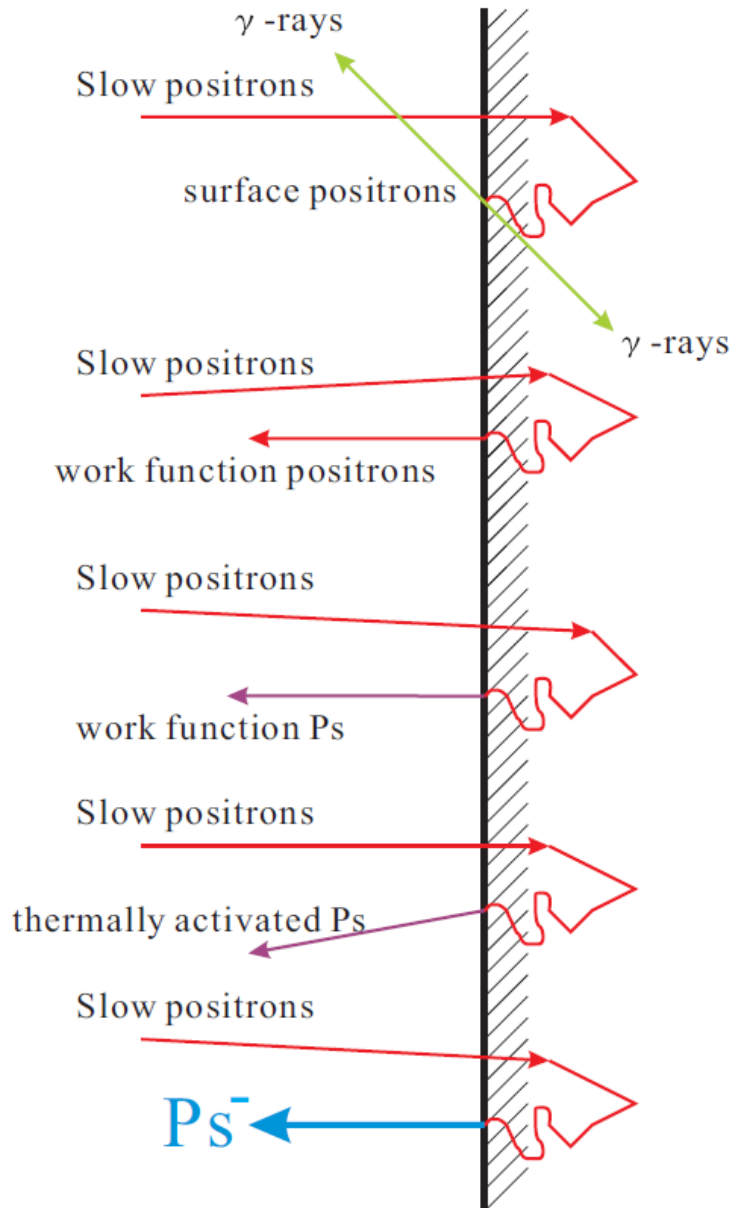 γ -rays
Slow positrons
surface positrons
γ -rays
Slow positrons
work function positrons
Slow positrons
work function Ps
Slow positrons
thermally activated Ps
Slow positrons
Ps⁻